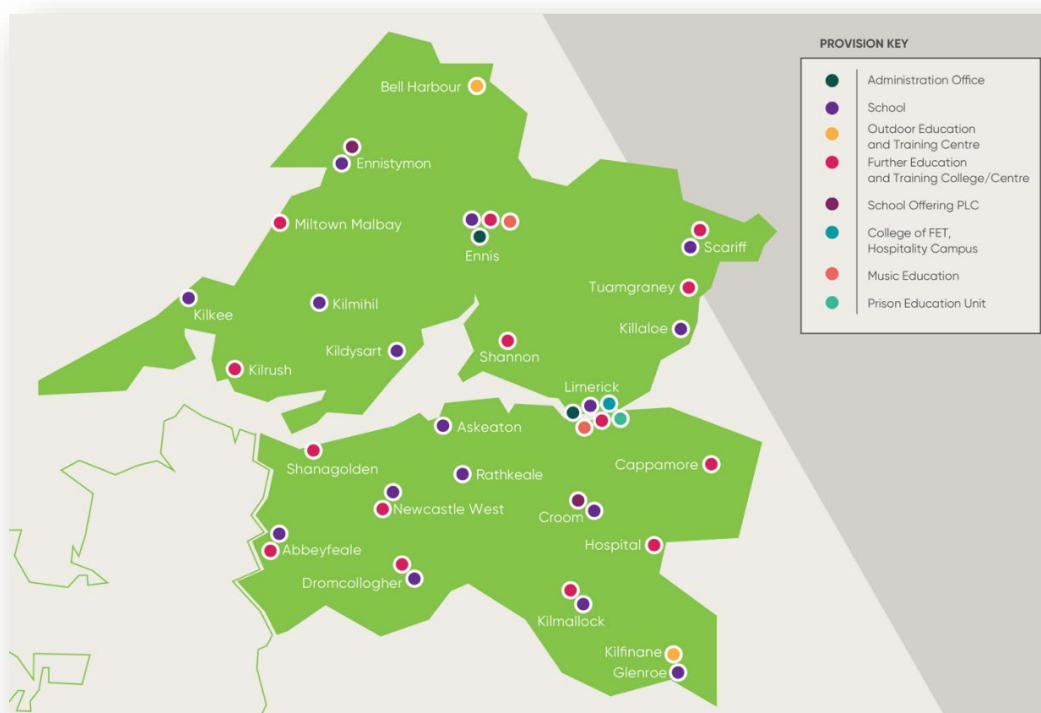 PROVISION KEY
Administration Office
School
Outdoor Education
and Training Centre
Further Education
and Training College/Centre
School Offering PLC
College of FET,
Hospitality Campus
Music Education
Prison Education Unit
Bell Harbour
Ennistymon
Miltown Malbay
Ennis
Scariff
Tuamgraney
Kilkee
Kilmihil
Killaloe
Kildysart
Shannon
Kilrush
Limerick
Askeaton
Shanagolden
Rathkeale
Cappamore
Newcastle West
Croom
Abbeyfeale
Hospital
Dromcollogher
Kilmallock
Kilfinane
Glenroe